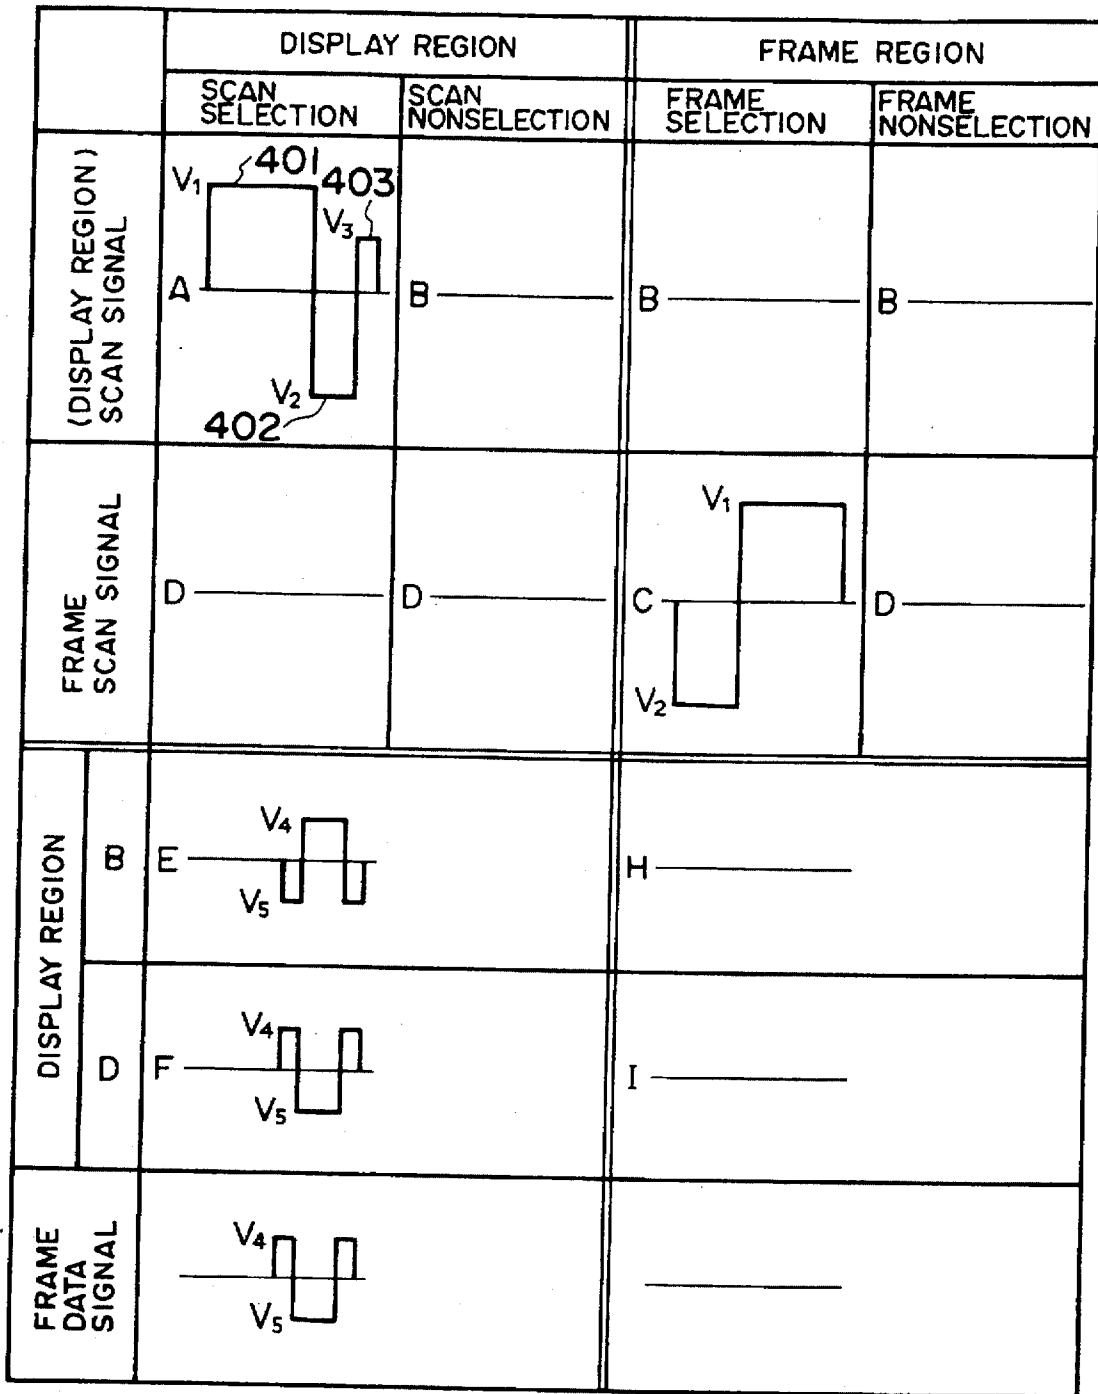 DISPLAY REGION
FRAME REGION
SCAN
SELECTION
SCAN
NONSELECTION
FRAME
SELECTION
FRAME
NONSELECTION
(DISPLAY REGION)
SCAN SIGNAL
V1
401
403
V3
A
V2
402
B
B
B
FRAME
SCAN SIGNAL
D
D
V1
C
V2
D
DISPLAY REGION
B
E
V4
V5
H
D
F
V4
V5
I
FRAME
DATA
SIGNAL
V4
V5